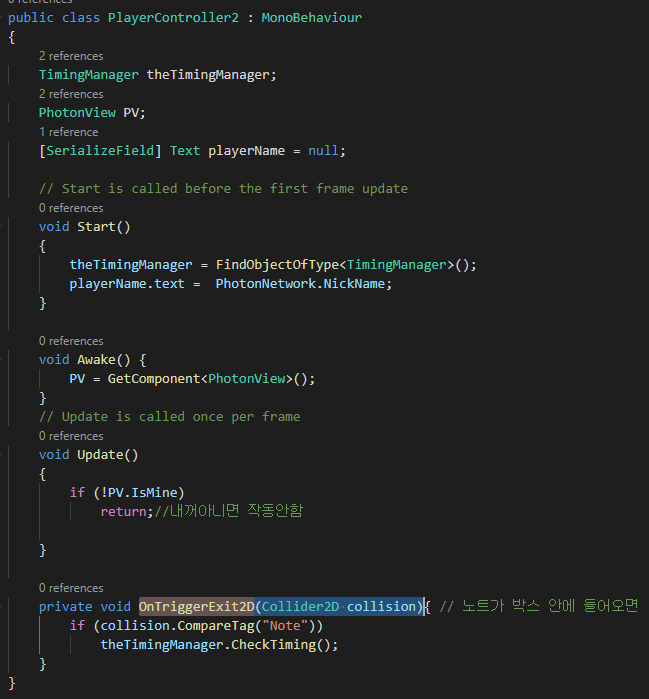 0 references
public class PlayerController2 : MonoBehaviour
{
2 references
TimingManager theTimingManager;
2 references
PhotonView PV;
1 reference
[SerializeField] Text playerName = null;
// Start is called before the first frame update
0 references
void Start()
{
theTimingManager = FindObjectOfType<TimingManager>();
playerName.text =  PhotonNetwork.NickName;
}
0 references
void Awake() {
PV = GetComponent<PhotonView>();
}
// Update is called once per frame
0 references
void Update()
{
if (!PV.IsMine)
return;//내꺼아니면 작동안함
}
0 references
private void OnTriggerExit2D(Collider2D collision){ // 노트가 박스 안에 들어오면
if (collision.CompareTag("Note"))
theTimingManager.CheckTiming();
}
}